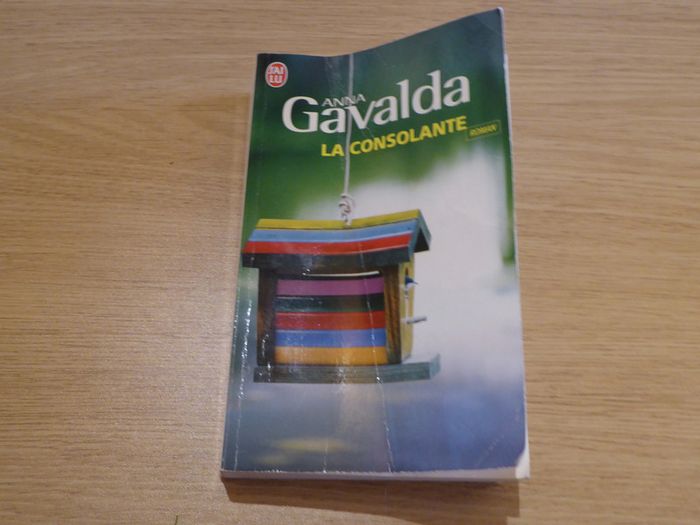 J'AI
LU
ANNA
Gavalda
LA CONSOLANTE
ROMAN